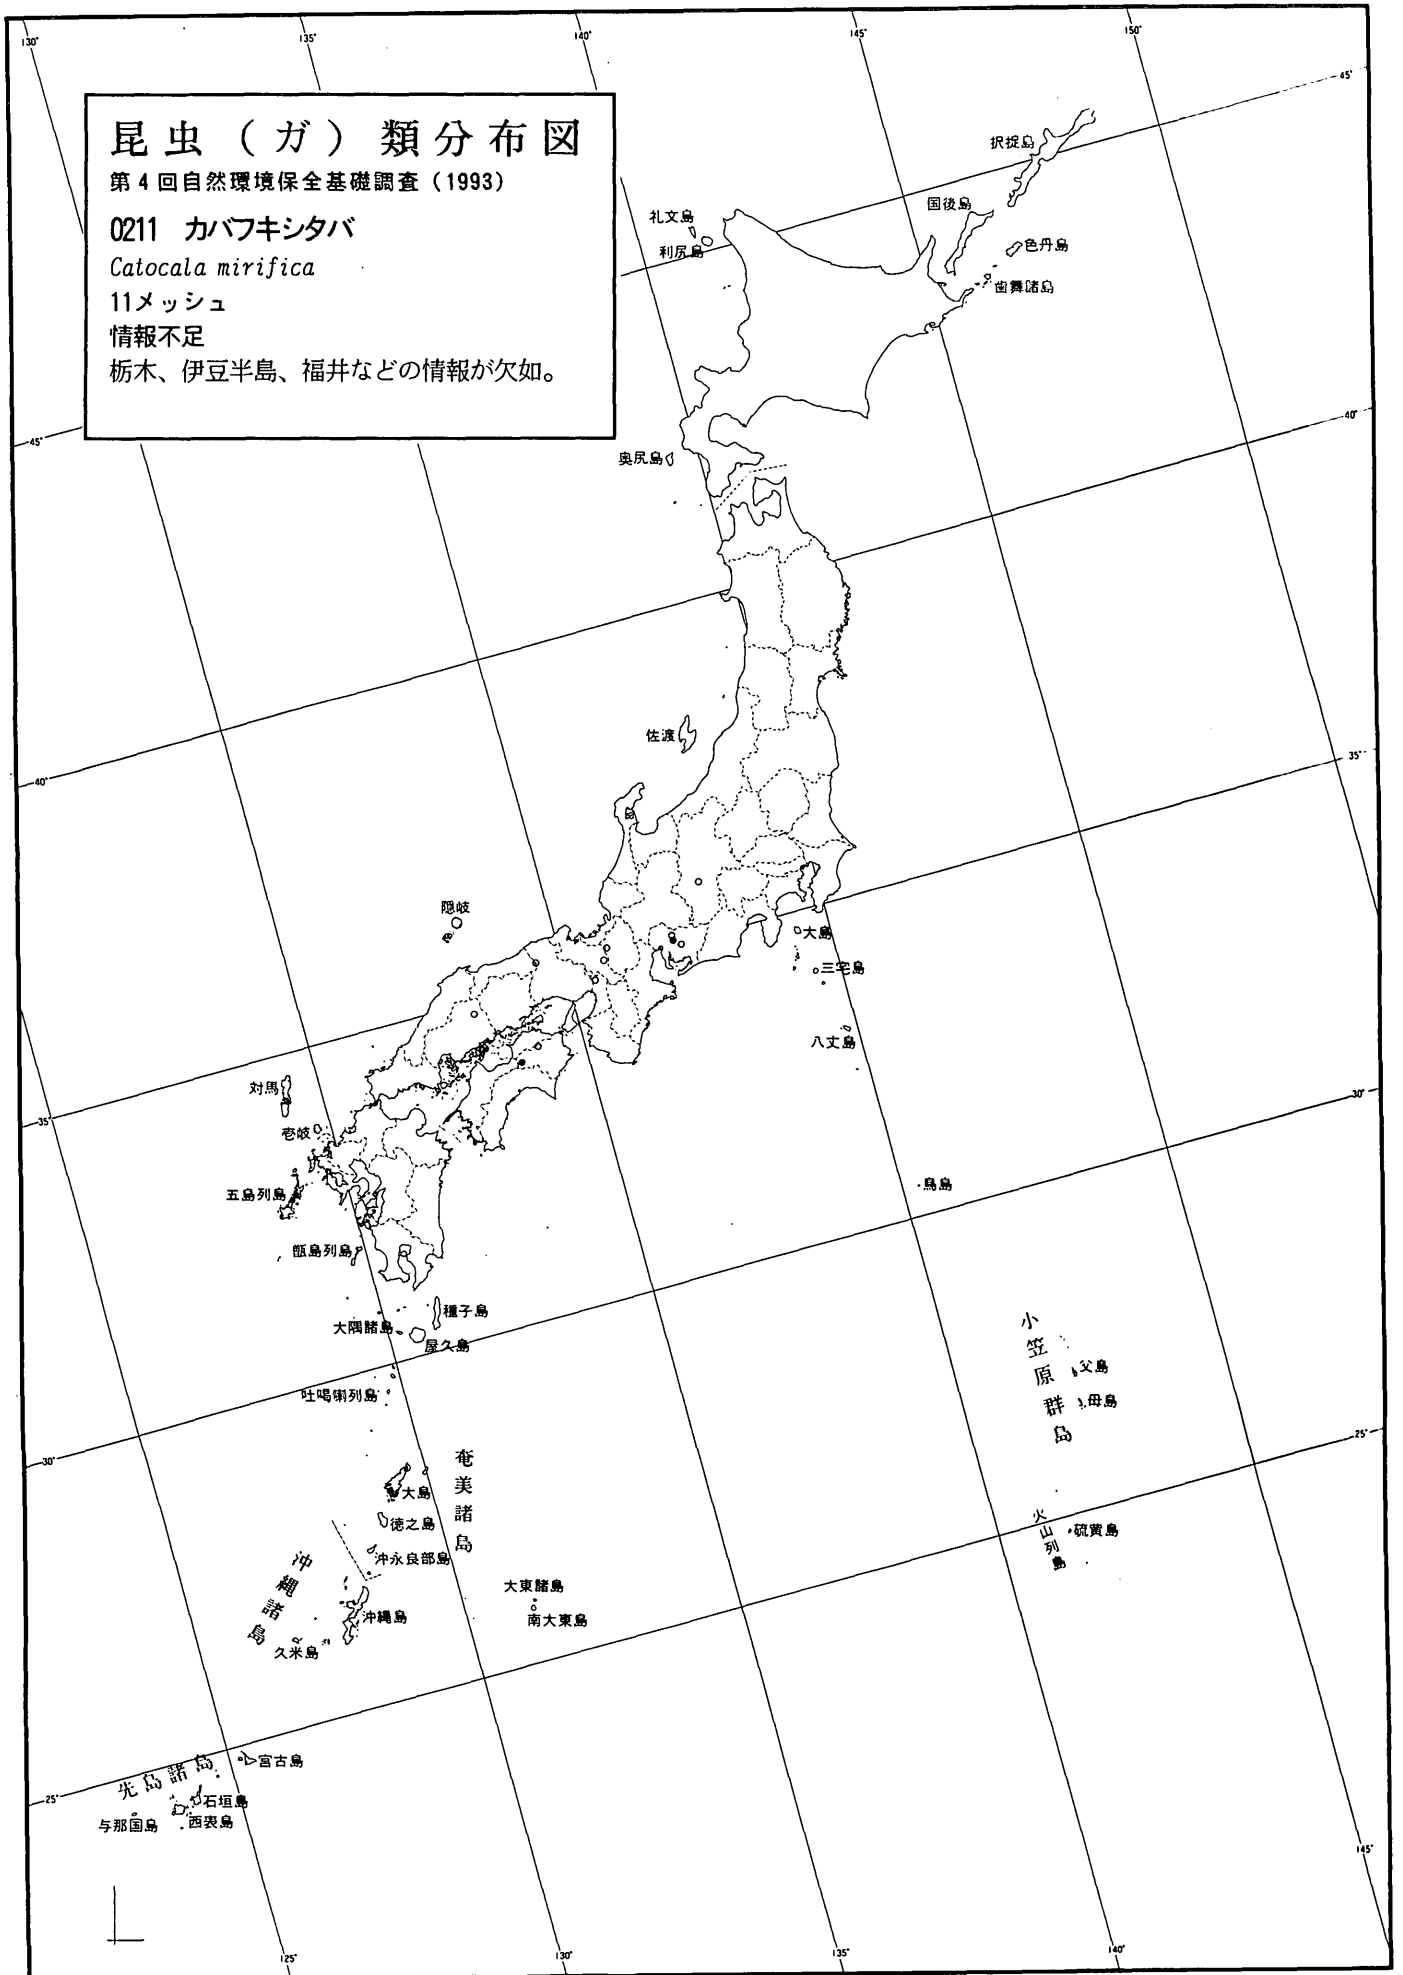 130°
135°
140°
145°
150°
昆虫(ガ)類分布図
第4回自然環境保全基礎調査(1993)
0211 カバフキシタバ
Catocala mirifica
11メッシュ
情報不足
栃木、伊豆半島、福井などの情報が欠如。
45°
択捉島
国後島
色丹島
歯舞諸島
礼文島
利尻島
奥尻島
45°
40°
佐渡
35°
40°
隠岐
大島
三宅島
八丈島
対馬
壱岐
35°
30°
五島列島
鳥島
甑島列島
種子島
大隅諸島
屋久島
吐喝喇列島
小笠原群島
父島
母島
30°
25°
奄美諸島
大島
徳之島
沖永良部島
沖縄諸島
沖縄島
久米島
大東諸島
南大東島
火山列島
硫黄島
先島諸島
宮古島
石垣島
西表島
与那国島
25°
145°
125°
130°
135°
140°